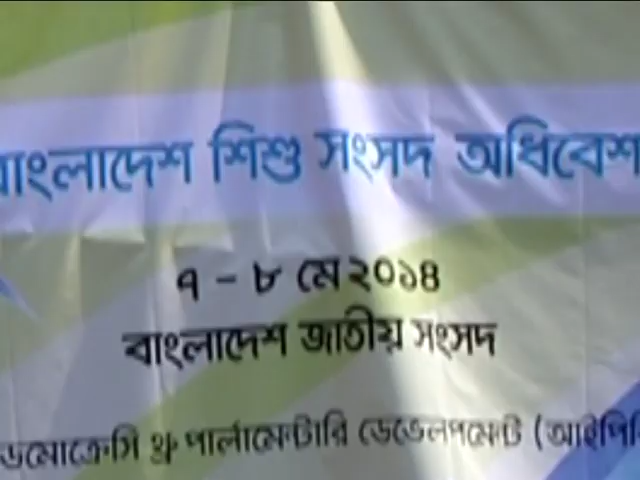 বাংলাদেশ শিশু সংসদ অধিবেশ
৭ - ৮ মে ২০১৪
বাংলাদেশ জাতীয় সংসদ
ডেমোক্রেসি থ্রু পার্লামেন্টারি ডেভেলপমেন্ট (আইপি